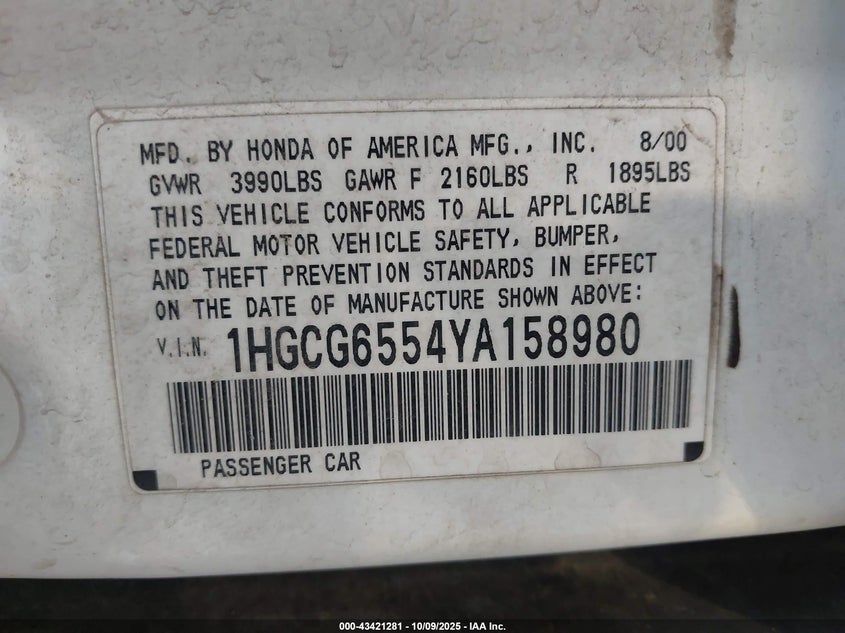 MFD. BY HONDA OF AMERICA MFG., INC. 8/00
GVWR 3990LBS GAWR F 2160LBS R 1895LBS
THIS VEHICLE CONFORMS TO ALL APPLICABLE
FEDERAL MOTOR VEHICLE SAFETY, BUMPER,
AND THEFT PREVENTION STANDARDS IN EFFECT
ON THE DATE OF MANUFACTURE SHOWN ABOVE:
V.I.N. 1HGCG6554YA158980
PASSENGER CAR
000-43421281 - 10/09/2025 - IAA Inc.